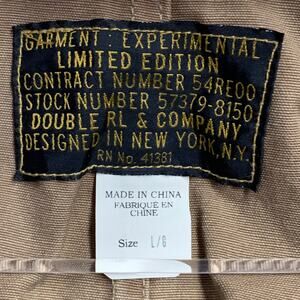 GARMENT : EXPERIMENTAL
LIMITED EDITION
CONTRACT NUMBER 54RE00
STOCK NUMBER 57379-8150
DOUBLE RL & COMPANY
DESIGNED IN NEW YORK, N.Y.
RN No. 41381
MADE IN CHINA
FABRIQUÉ EN
CHINE
Size L/G